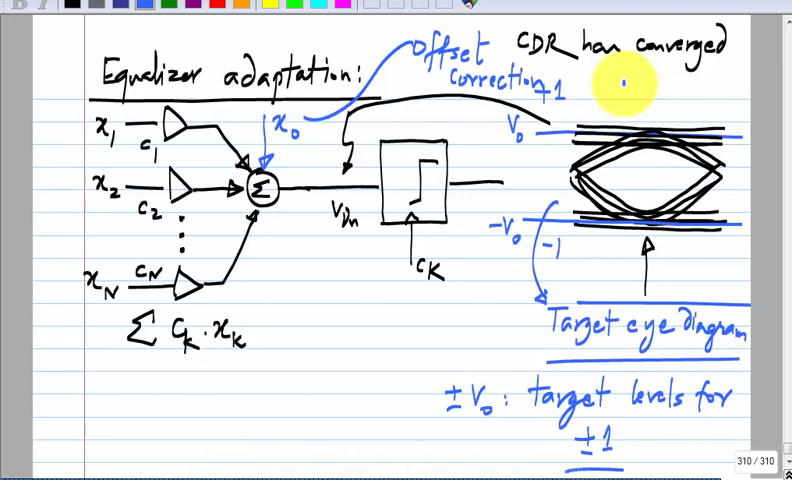 Offset CDR has converged
Equalizer adaptation: correction +1
x1 C1 x0 V0
x2 C2 Σ VDn -V0 -1
xN CN CK
Target eye diagram
Σ Ck·xk
±V0: target levels for
±1
310 / 310